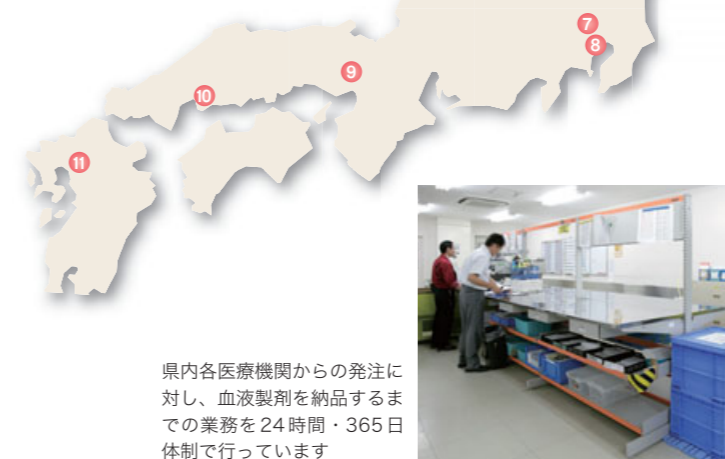 7
8
9
10
11
県内各医療機関からの発注に
対し、血液製剤を納品するま
での業務を24時間・365日
体制で行っています